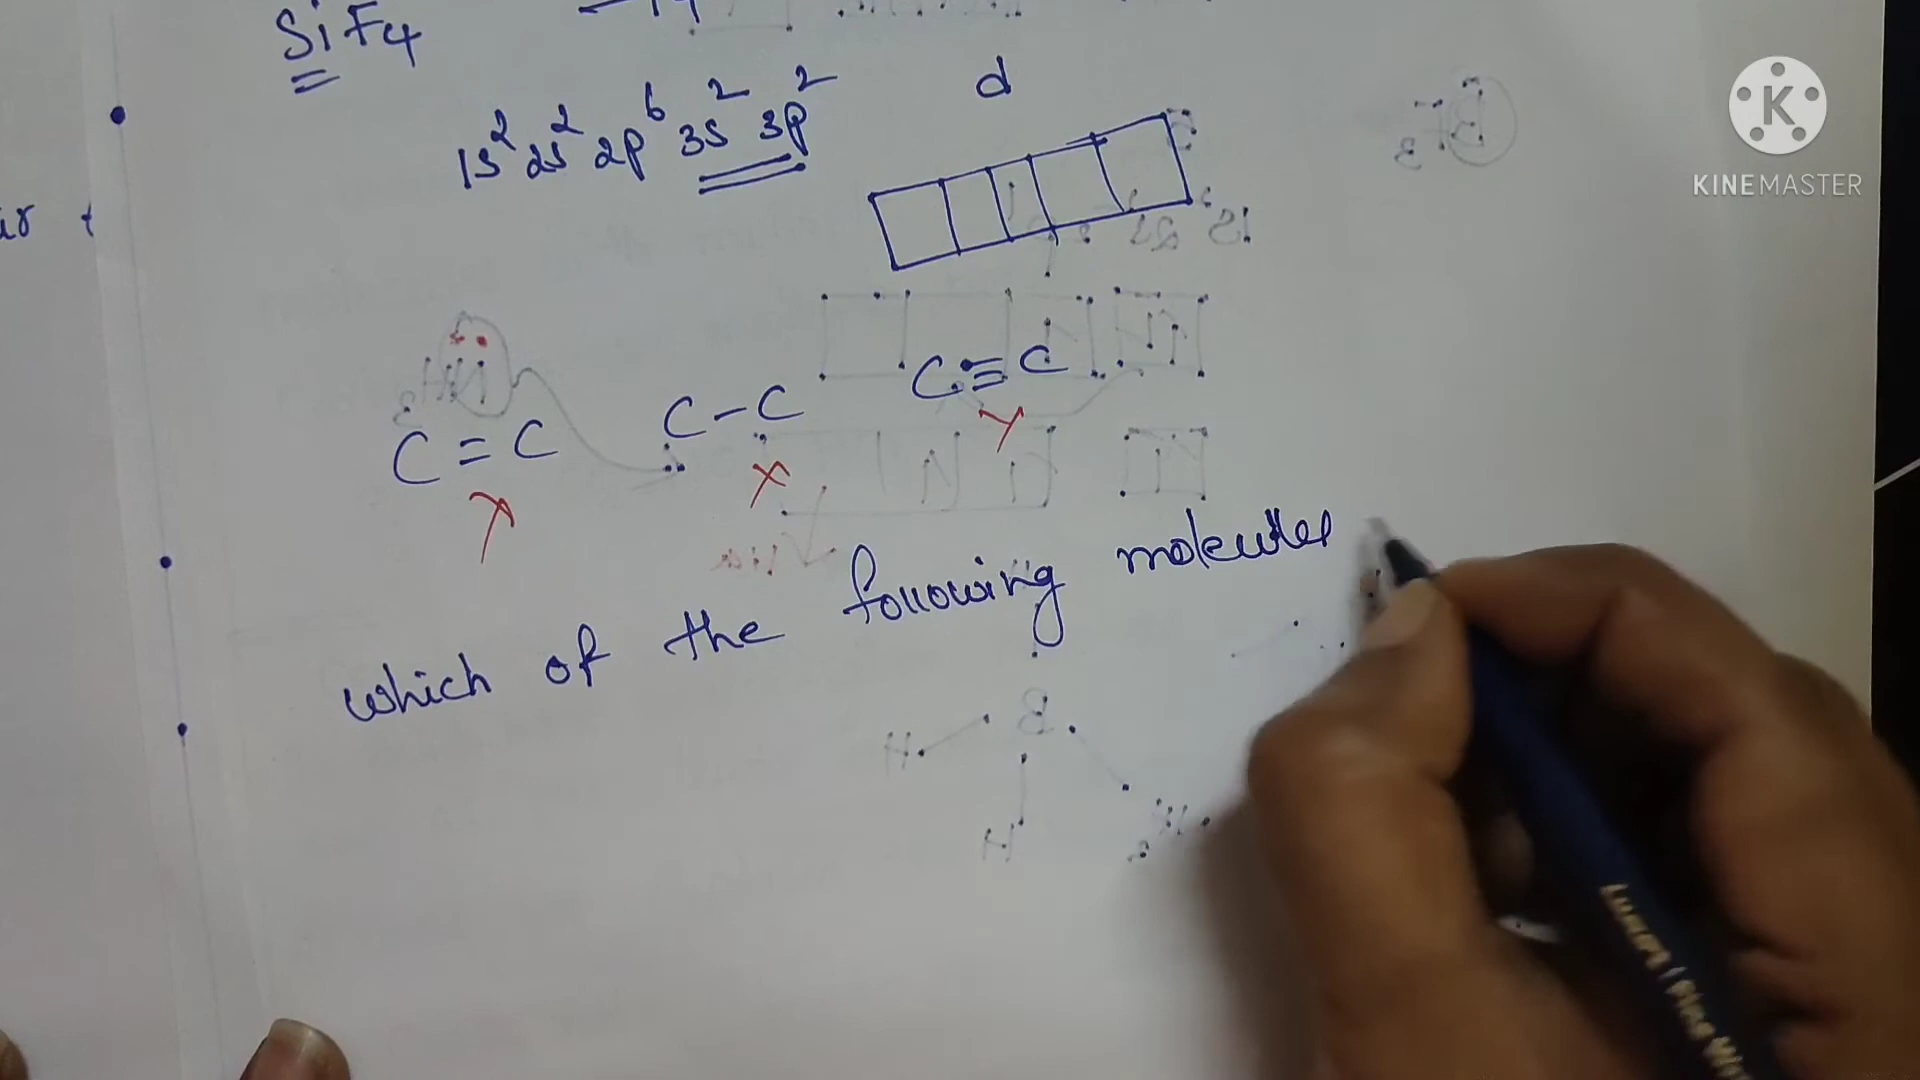 SiF4
d
1s² 2s² 2p⁶ 3s² 3p²
KINEMASTER
C≡C
C-C
C=C
which of the following molecules